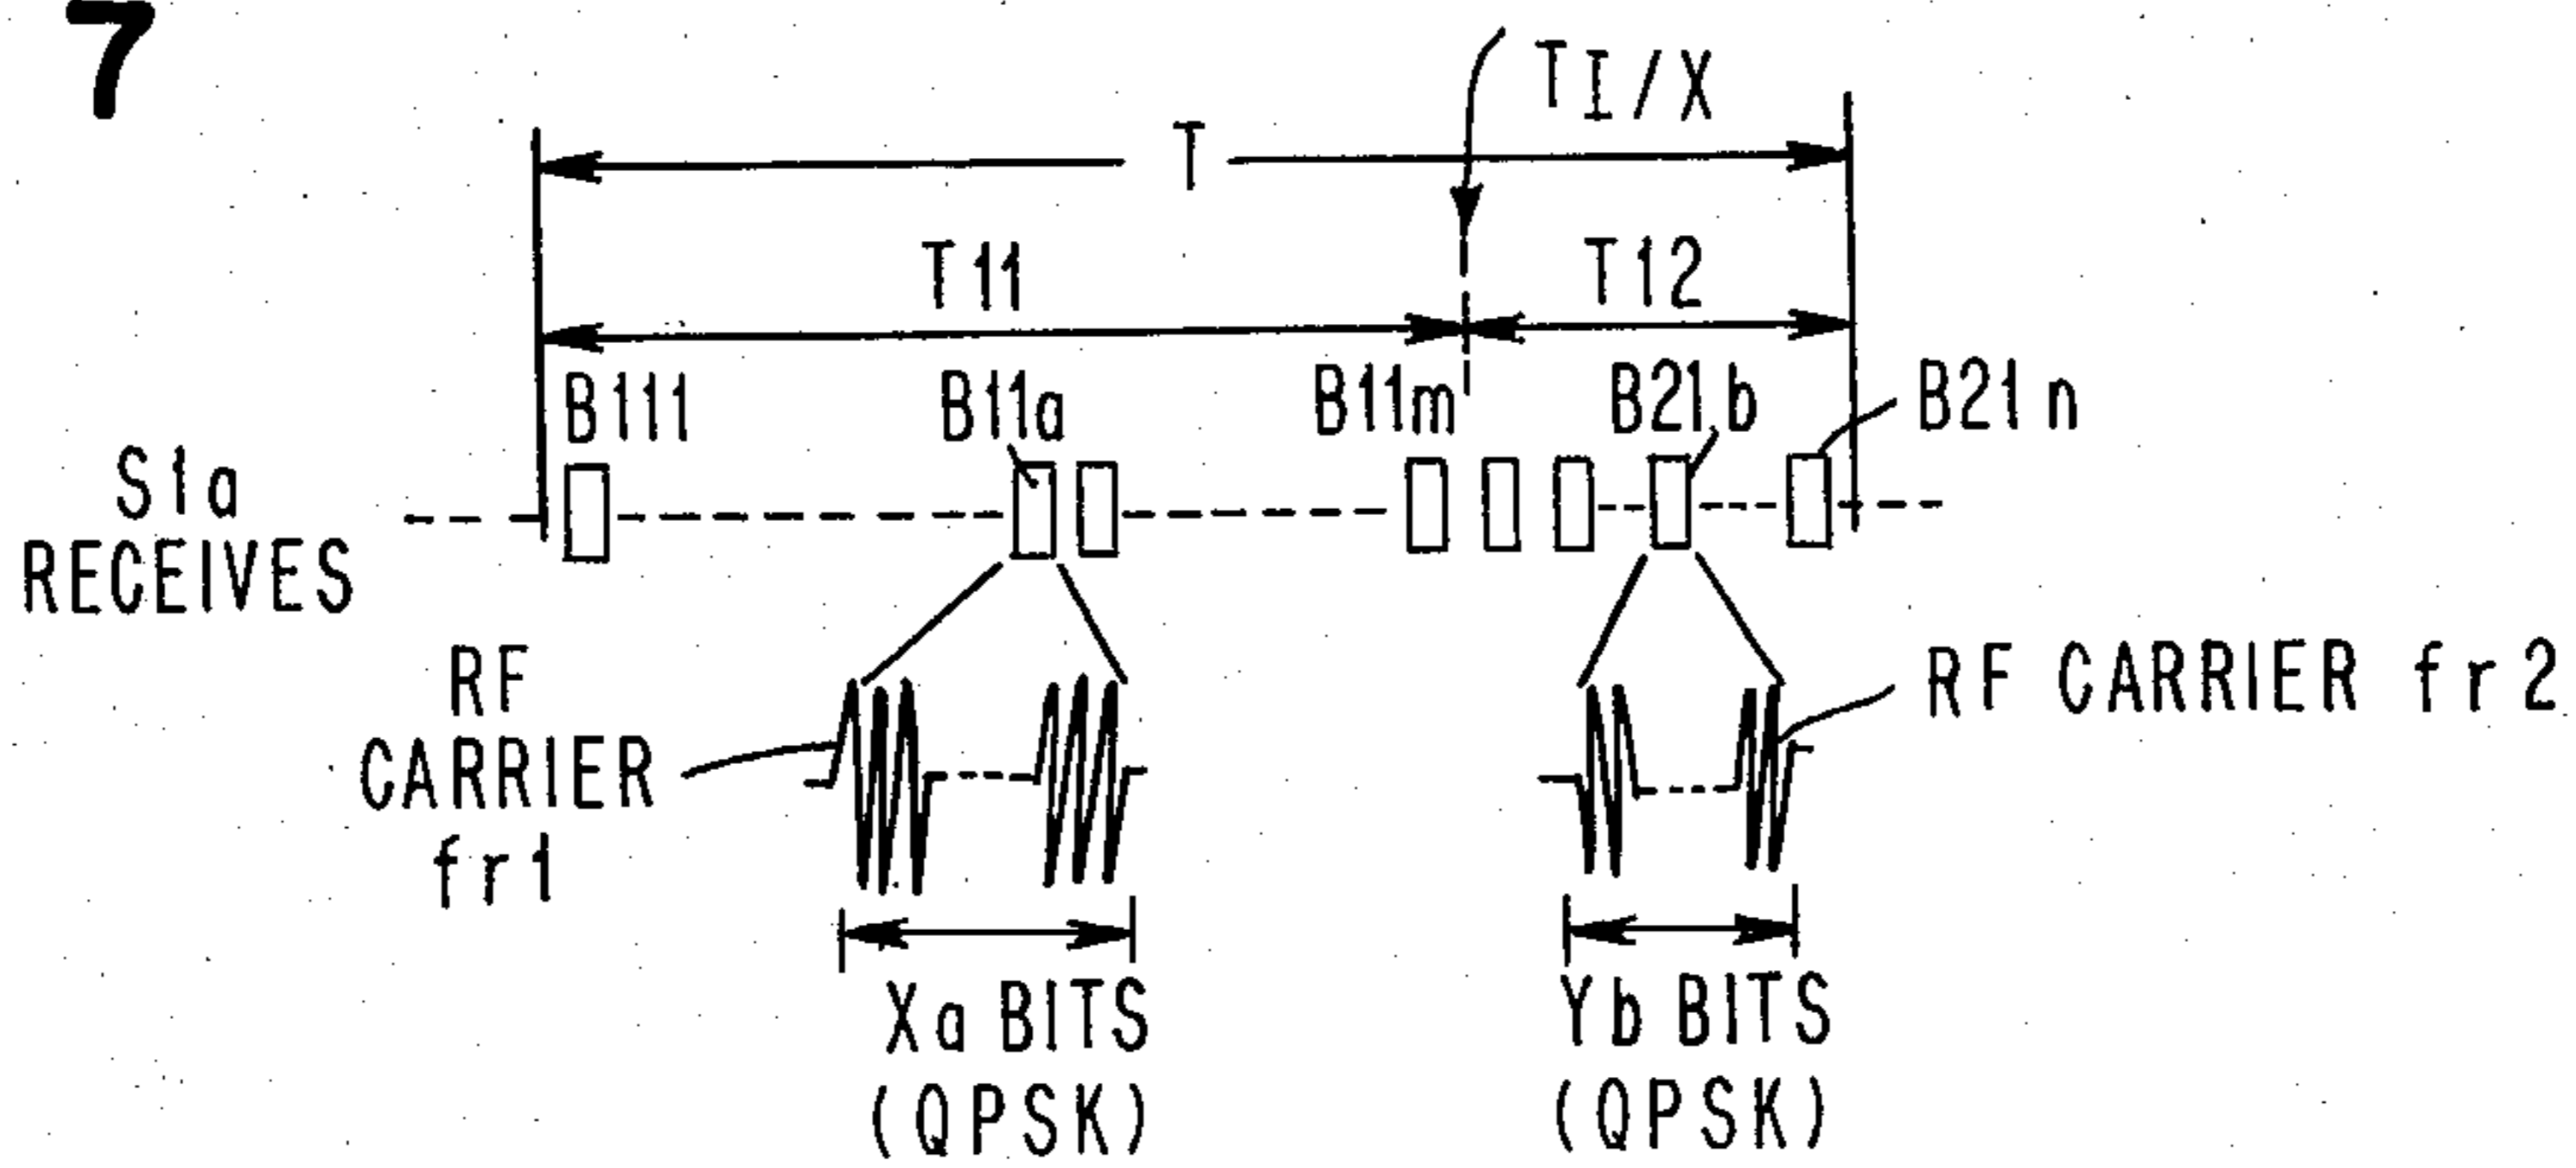 7
TI/X
T
T11
T12
B111
B11a
B11m
B21b
B21n
S1a
RECEIVES
RF
CARRIER
fr1
RF CARRIER fr2
Xa BITS
(QPSK)
Yb BITS
(QPSK)